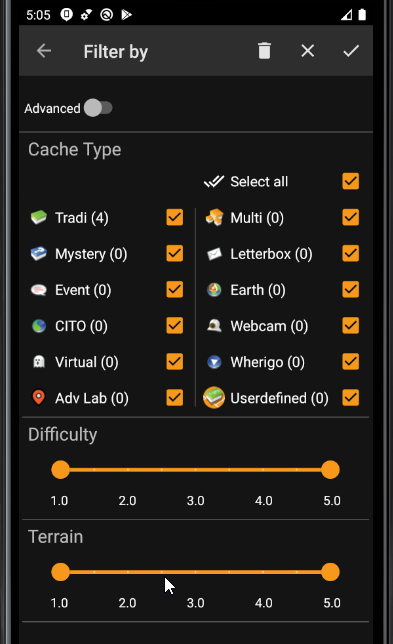 5:05
Filter by
Advanced
Cache Type
Select all
Tradi (4) Multi (0)
Mystery (0) Letterbox (0)
Event (0) Earth (0)
CITO (0) Webcam (0)
Virtual (0) Wherigo (0)
Adv Lab (0) Userdefined (0)
Difficulty
1.0 2.0 3.0 4.0 5.0
Terrain
1.0 2.0 3.0 4.0 5.0